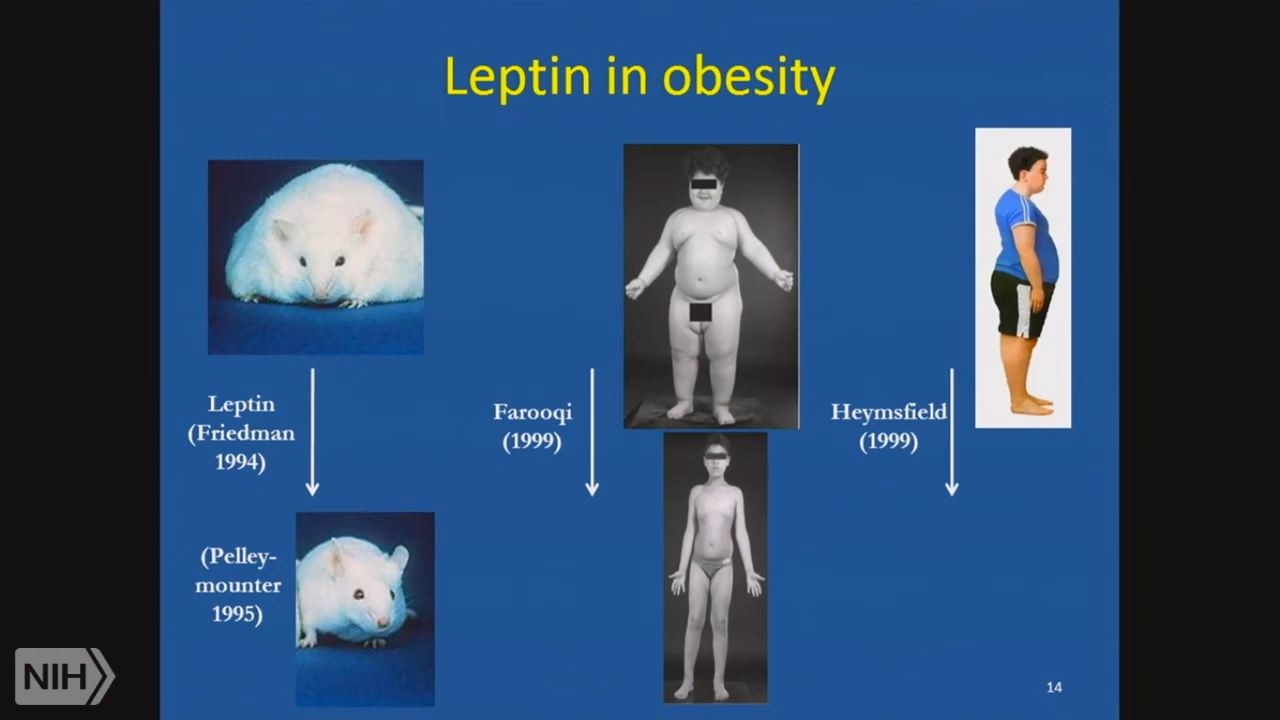 Leptin in obesity
Leptin
(Friedman
1994)
Farooqi
(1999)
Heymsfield
(1999)
(Pelley-
mounter
1995)
NIH
14